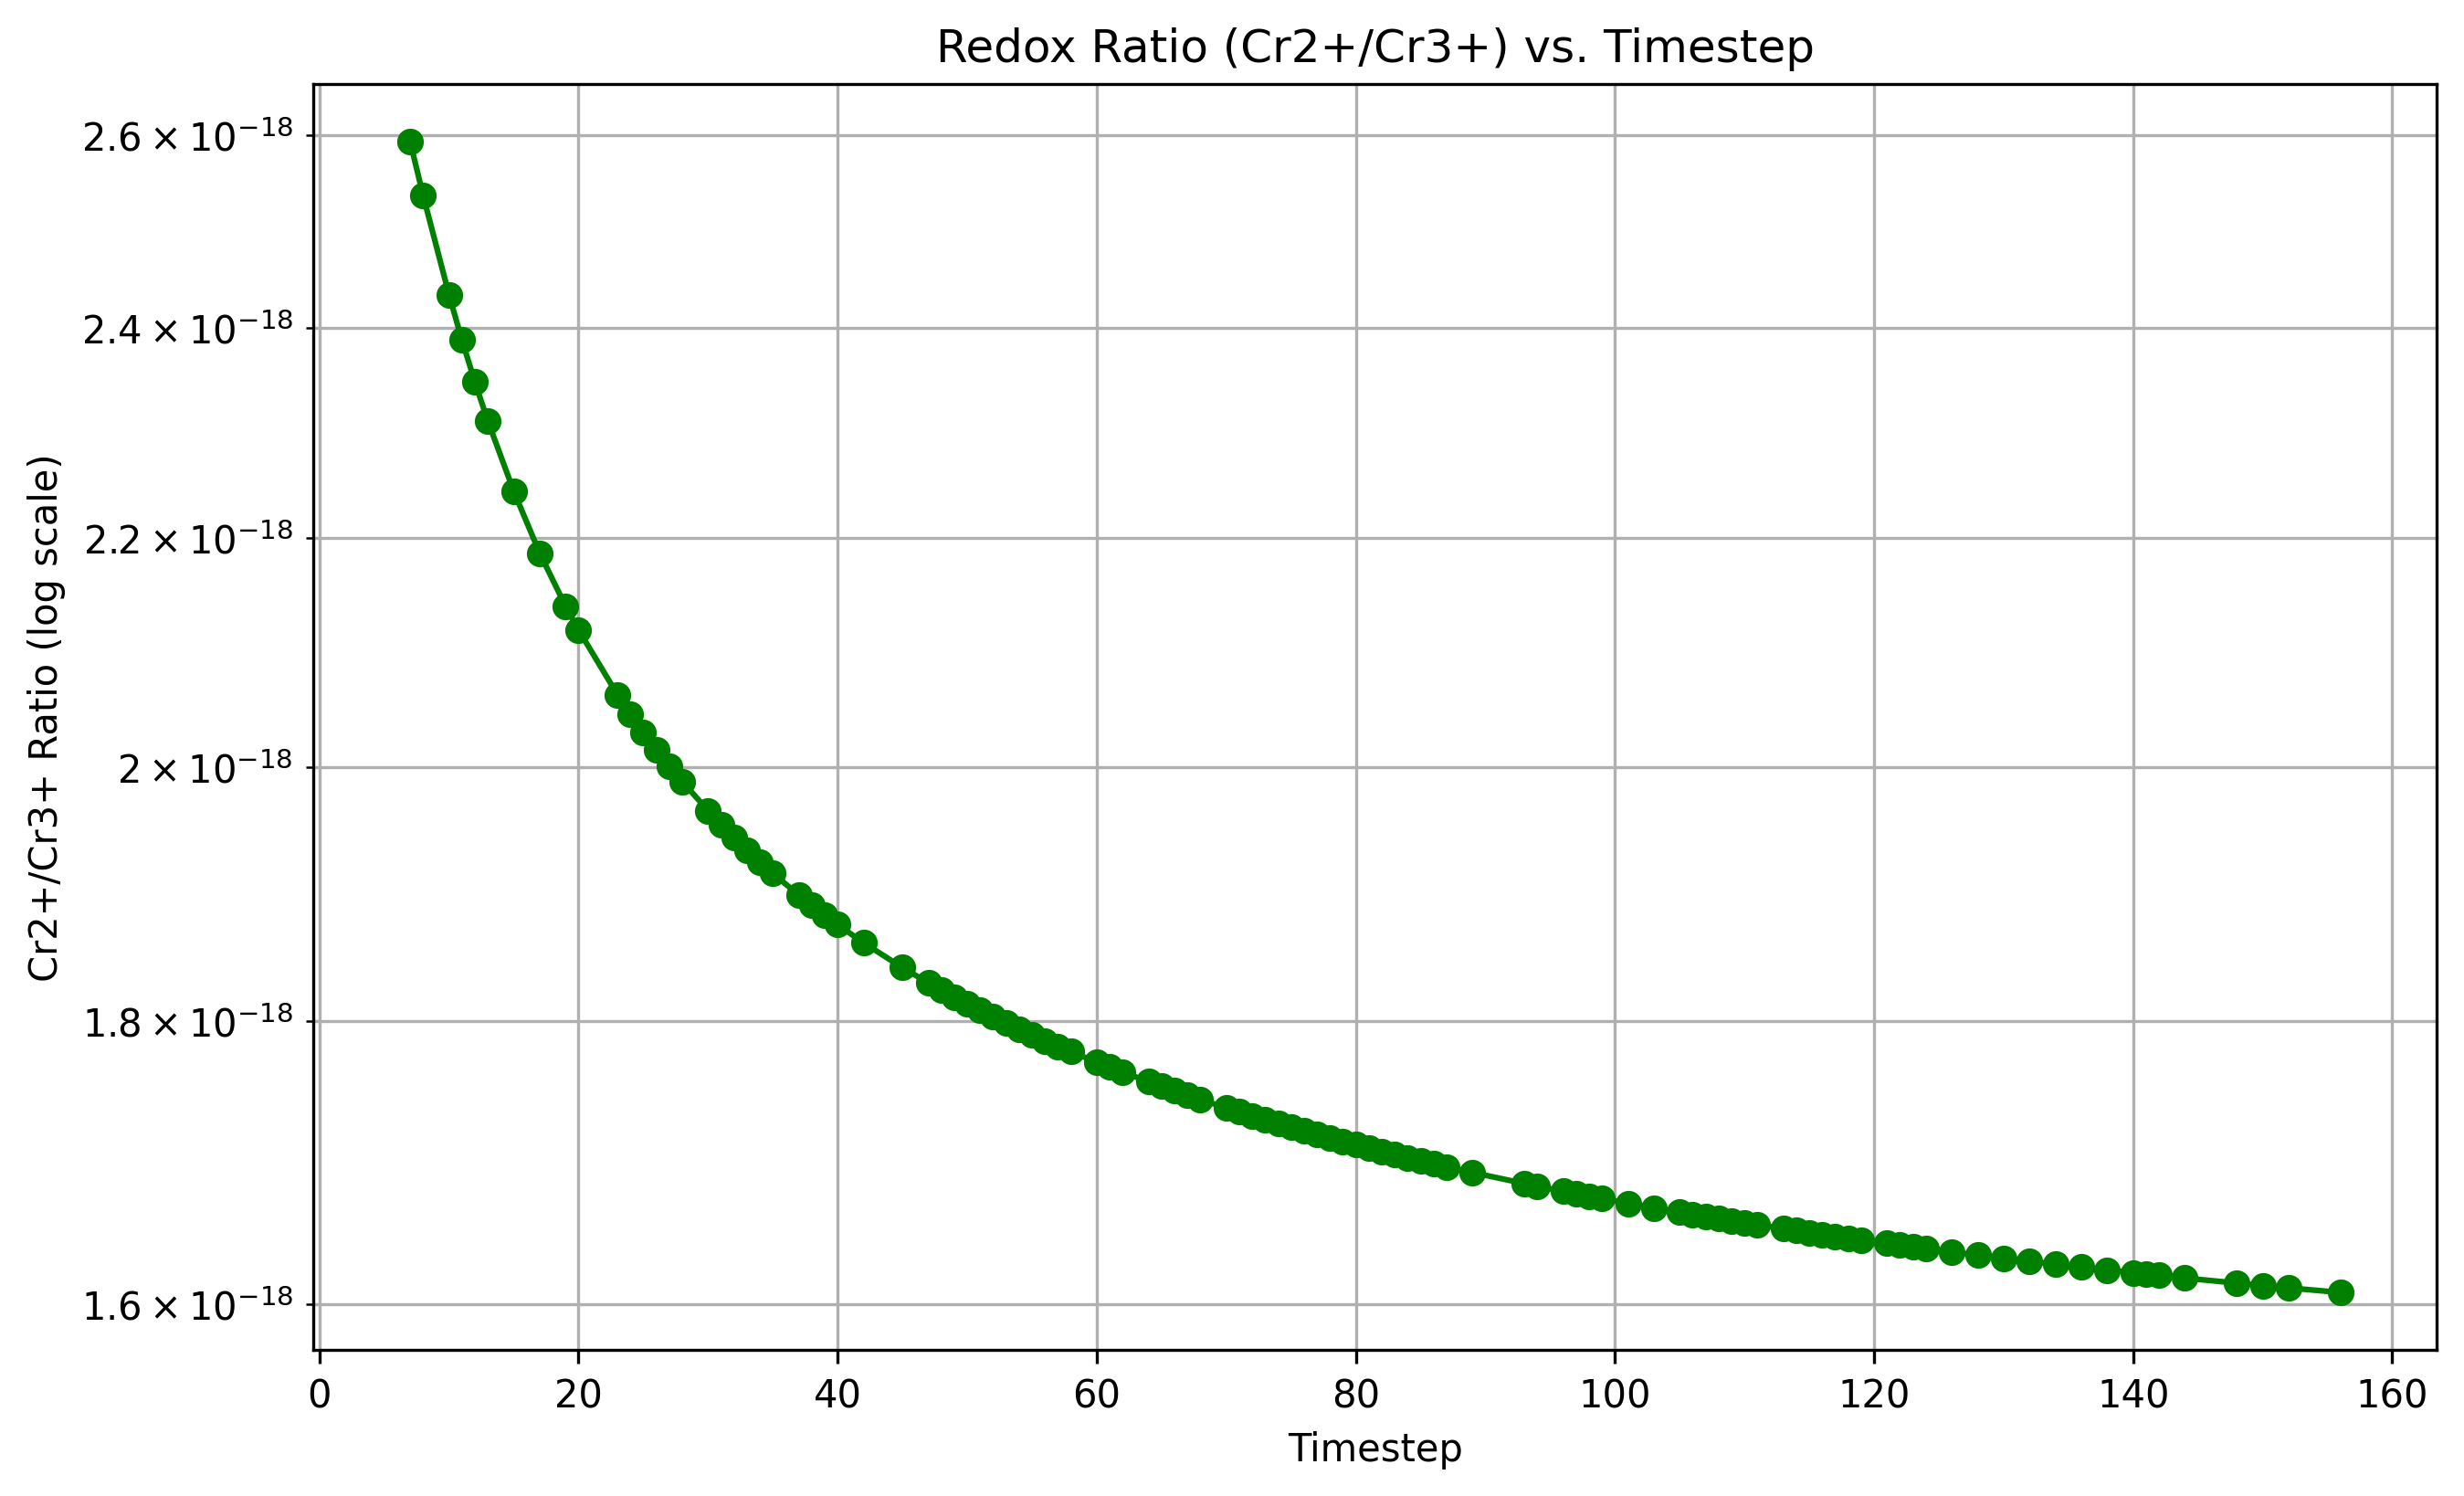 Redox Ratio (Cr2+/Cr3+) vs. Timestep
Cr2+/Cr3+ Ratio (log scale)
2.6×10⁻¹⁸
2.4×10⁻¹⁸
2.2×10⁻¹⁸
2×10⁻¹⁸
1.8×10⁻¹⁸
1.6×10⁻¹⁸
0 20 40 60 80 100 120 140 160
Timestep